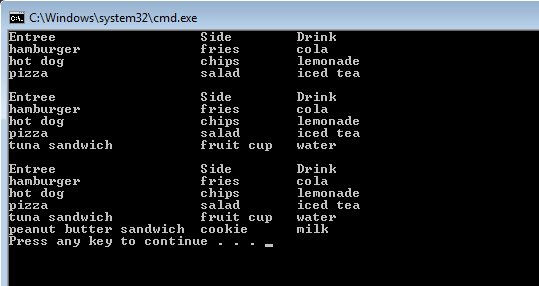 C:\Windows\system32\cmd.exe
Entree Side Drink
hamburger fries cola
hot dog chips lemonade
pizza salad iced tea
Entree Side Drink
hamburger fries cola
hot dog chips lemonade
pizza salad iced tea
tuna sandwich fruit cup water
Entree Side Drink
hamburger fries cola
hot dog chips lemonade
pizza salad iced tea
tuna sandwich fruit cup water
peanut butter sandwich cookie milk
Press any key to continue . . . _